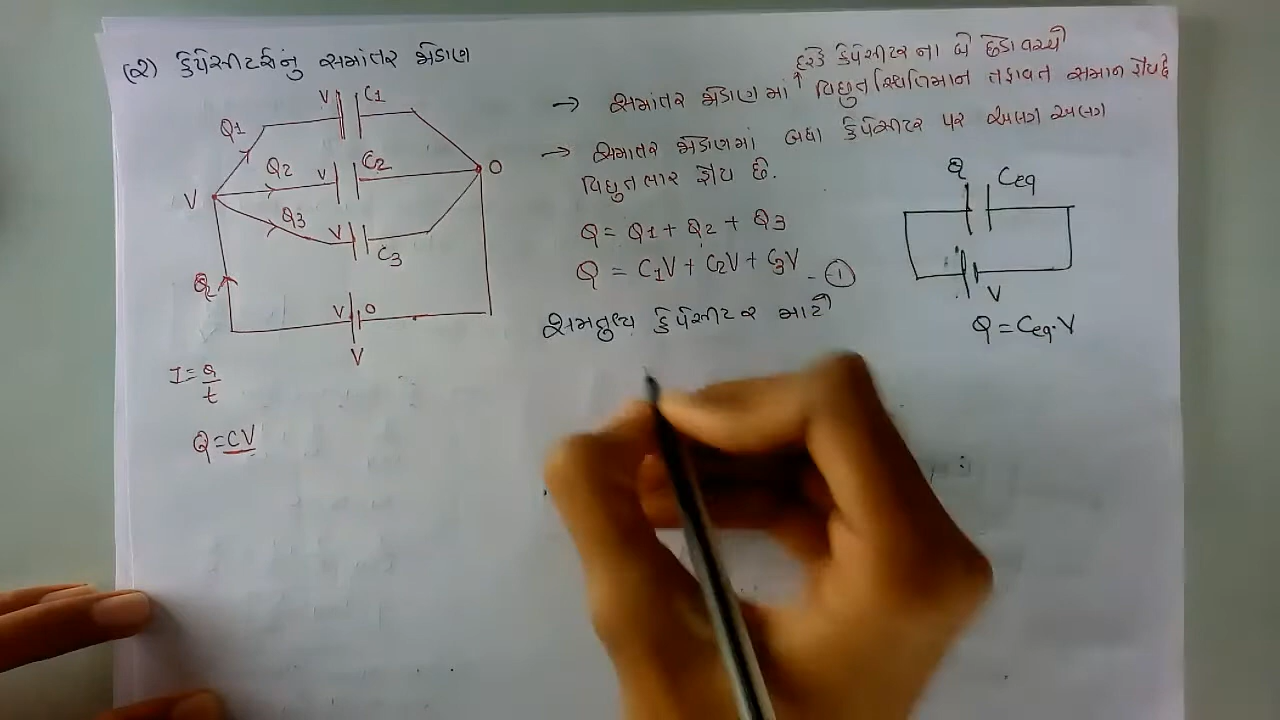 (૨) કેપેસીટર્સનું સમાંતર જોડાણ
V C1
Q1
Q2 V C2
V O
Q3 V
C3
Q
V O
V
I = Q/t
Q = CV
દરેક કેપેસીટર ના બે છેડા વચ્ચે
→ સમાંતર જોડાણ માં ↑ વિદ્યુતસ્થિતિમાન તફાવત સમાન હોય છે
→ સમાંતર જોડાણમાં બધા કેપેસીટર પર અલગ અલગ
વિદ્યુતભાર હોય છે.
Q = Q1 + Q2 + Q3
Q = C1V + C2V + C3V - ①
સમતુલ્ય કેપેસીટર માટે
Q Ceq
V
Q = Ceq·V